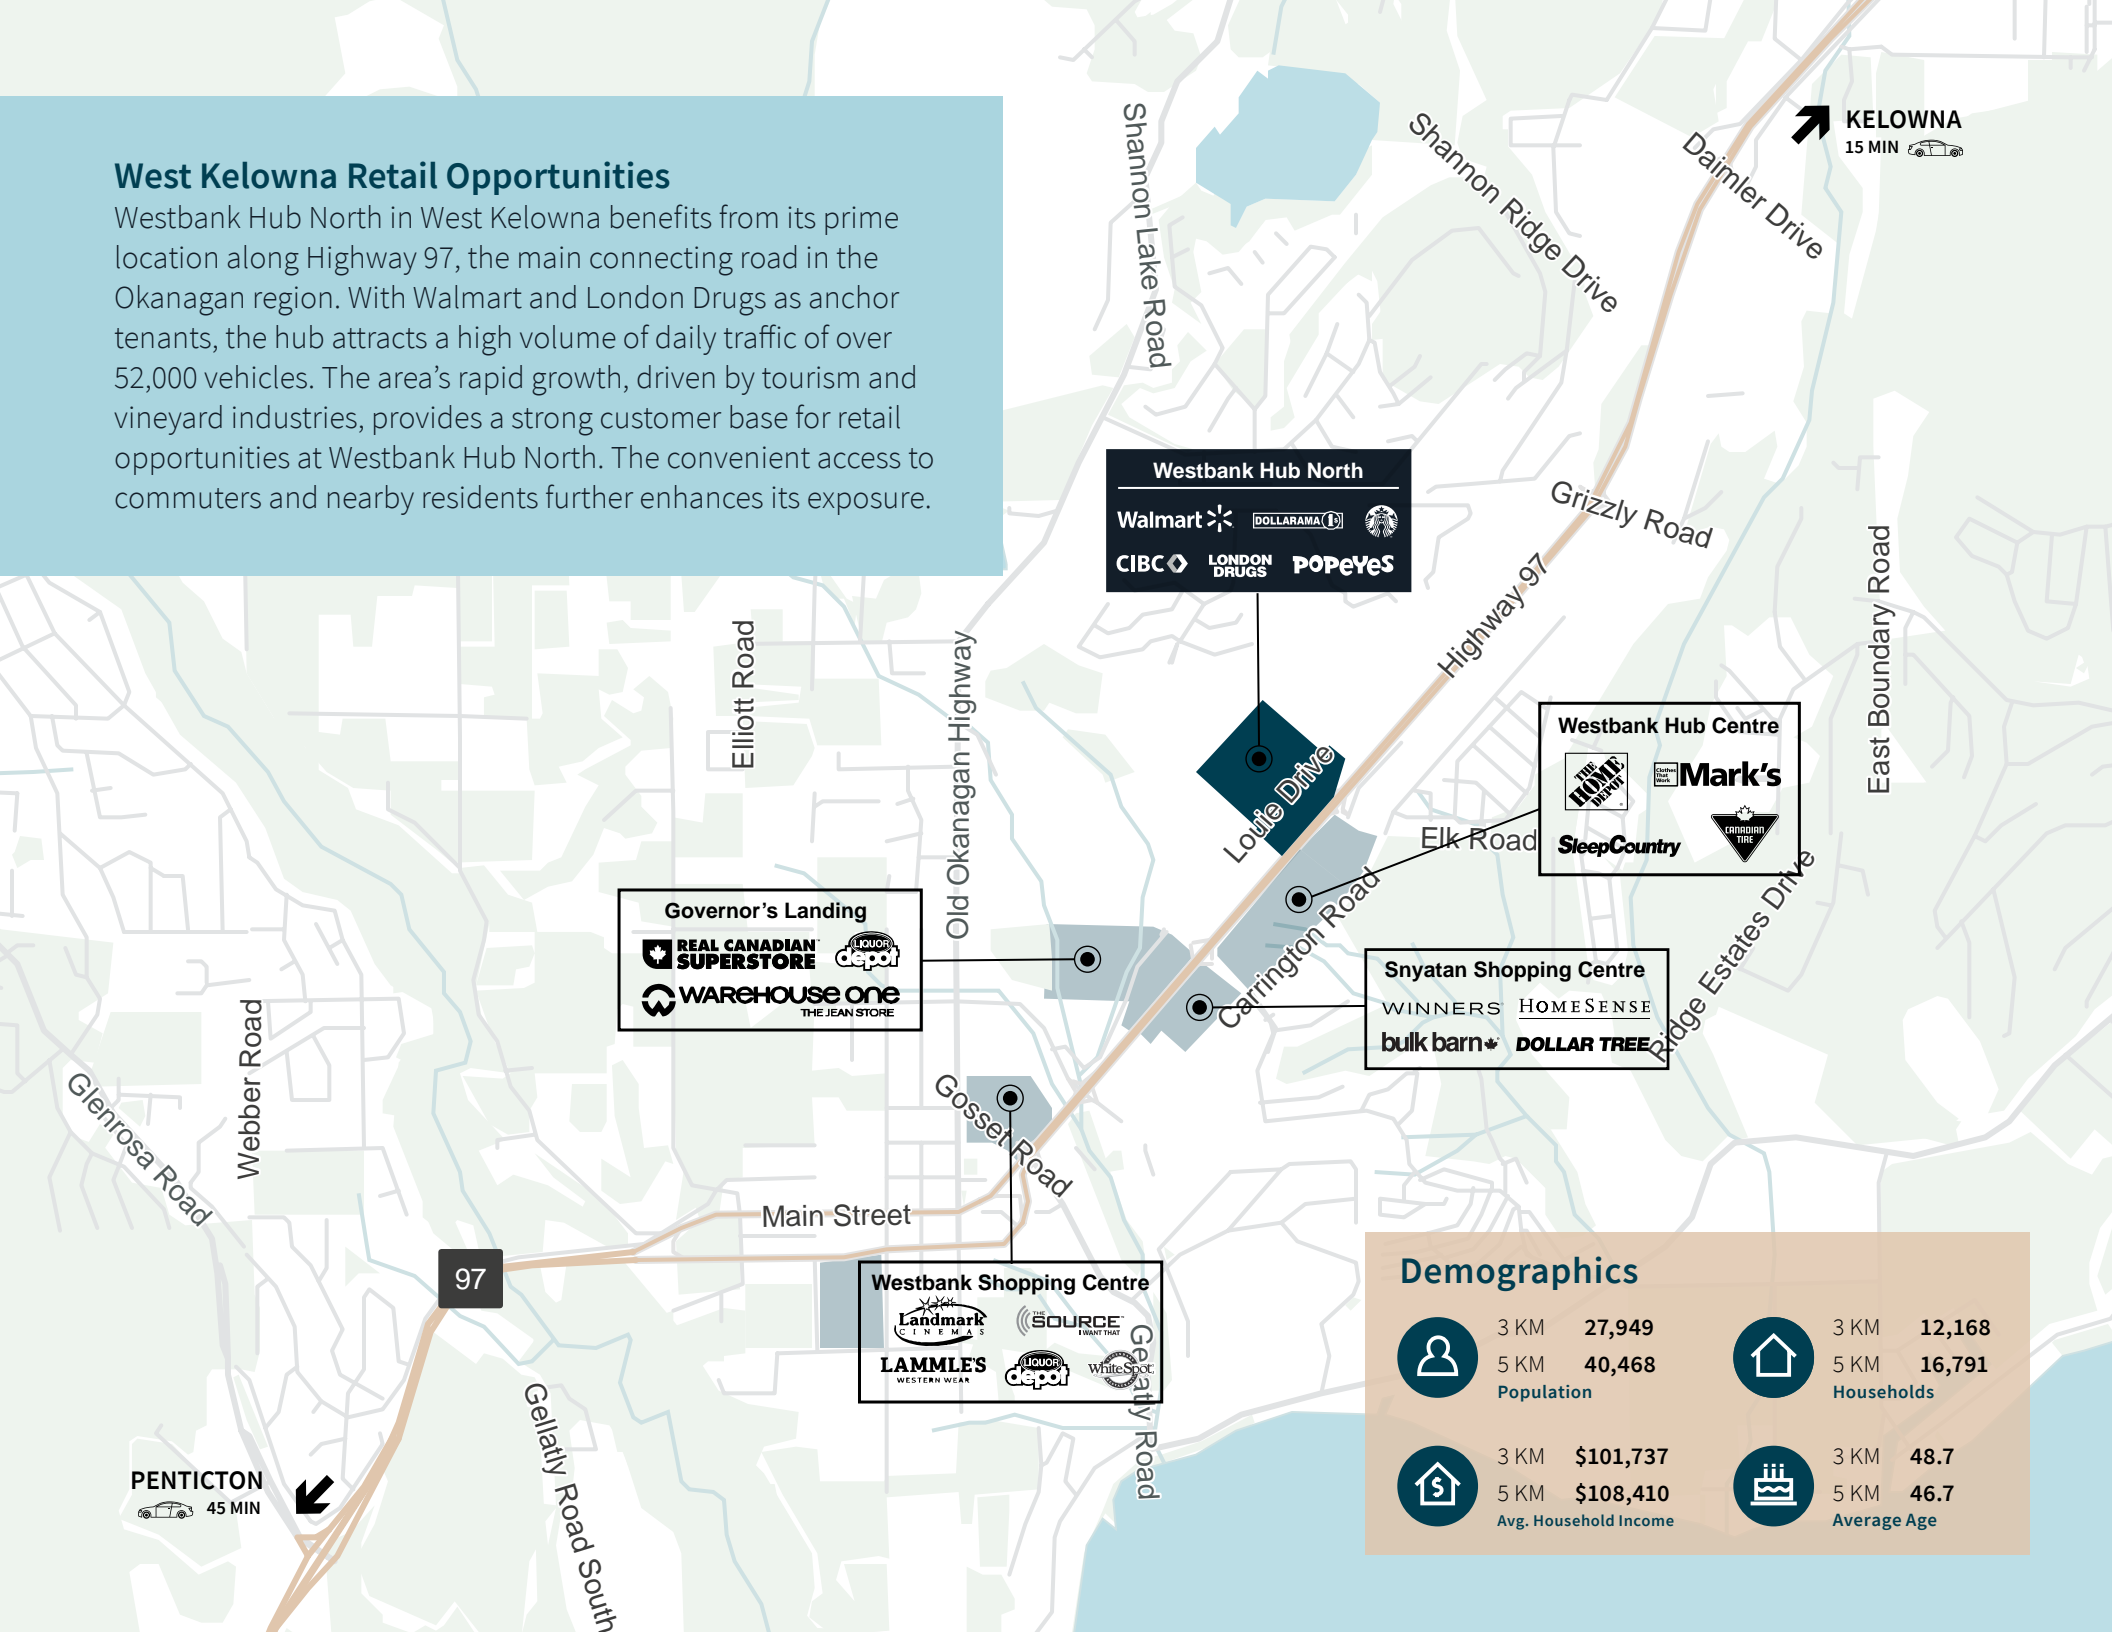 West Kelowna Retail Opportunities
Westbank Hub North in West Kelowna benefits from its prime
location along Highway 97, the main connecting road in the
Okanagan region. With Walmart and London Drugs as anchor
tenants, the hub attracts a high volume of daily traffic of over
52,000 vehicles. The area’s rapid growth, driven by tourism and
vineyard industries, provides a strong customer base for retail
opportunities at Westbank Hub North. The convenient access to
commuters and nearby residents further enhances its exposure.
KELOWNA
15 MIN
Shannon Lake Road
Shannon Ridge Drive
Daimler Drive
Westbank Hub North
Walmart
DOLLARAMA 1$
CIBC
LONDON
DRUGS
POPEYES
Grizzly Road
Highway 97
East Boundary Road
Elliott Road
Old Okanagan Highway
Louie Drive
Westbank Hub Centre
THE
HOME
DEPOT
Clothes
That
Work
Mark's
SleepCountry
CANADIAN
TIRE
Elk Road
Ridge Estates Drive
Carrington Road
Governor’s Landing
REAL CANADIAN
SUPERSTORE
LIQUOR
depot
WAREHOUSE ONE
THE JEAN STORE
Snyatan Shopping Centre
WINNERS
HOMESENSE
bulk barn
DOLLAR TREE
Webber Road
Glenrosa Road
Gosset Road
Main Street
97
Westbank Shopping Centre
Landmark
CINEMAS
THE
SOURCE
I WANT THAT
LAMMLE'S
WESTERN WEAR
LIQUOR
depot
White Spot
Gellatly Road
Gellatly Road South
PENTICTON
45 MIN
Demographics
3 KM 27,949
5 KM 40,468
Population
3 KM 12,168
5 KM 16,791
Households
3 KM $101,737
5 KM $108,410
Avg. Household Income
3 KM 48.7
5 KM 46.7
Average Age